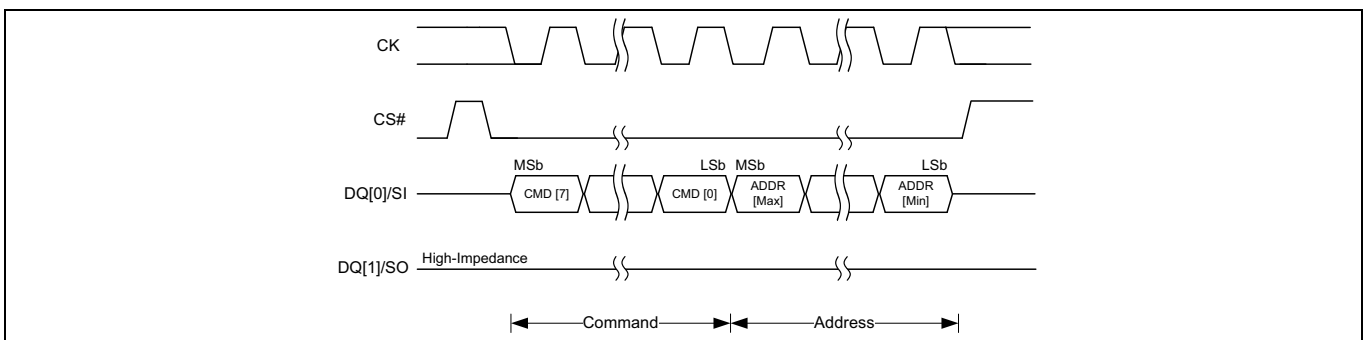 CK
CS#
MSb LSb MSb LSb
DQ[0]/SI CMD [7] CMD [0] ADDR [Max] ADDR [Min]
High-Impedance
DQ[1]/SO
Command Address